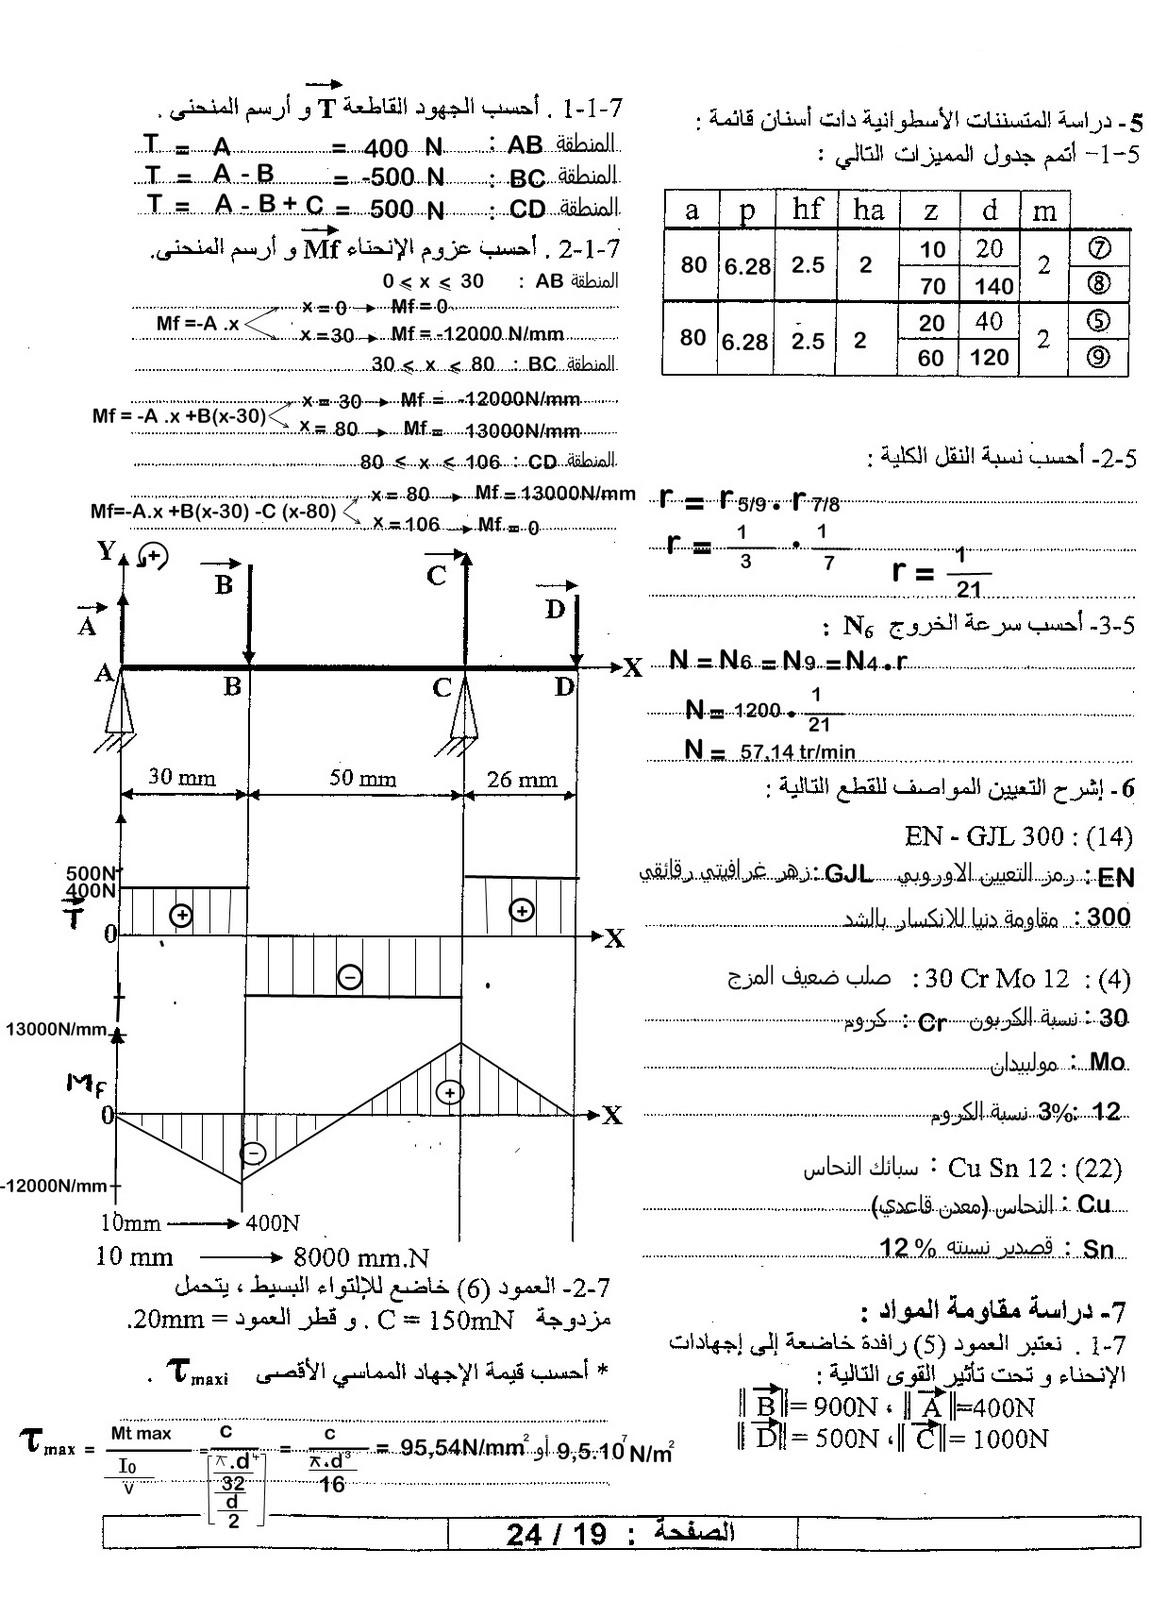 5- دراسة المتسننات الأسطوانية ذات أسنان قائمة :
5-1- أتمم جدول المميزات التالي :
a p hf ha z d m
80 6.28 2.5 2 10 20 2 ⑦
70 140 ⑧
80 6.28 2.5 2 20 40 2 ⑤
60 120 ⑨
5-2- أحسب نسبة النقل الكلية :
r = r 5/9 . r 7/8
r = 1/3 . 1/7
r = 1/21
5-3- أحسب سرعة الخروج N6 :
N = N6 = N9 = N4 . r
N = 1200 . 1/21
N = 57,14 tr/min
6- إشرح التعيين المواصف للقطع التالية :
(14) : EN - GJL 300
EN : رمز التعيين الاوروبي GJL: زهر غرافيتي رقائقي
300 : مقاومة دنيا للانكسار بالشد
(4) : 30 Cr Mo 12 : صلب ضعيف المزج
30 : نسبة الكربون Cr : كروم
Mo : موليبدان
12 :3% نسبة الكروم
(22) : Cu Sn 12 : سبائك النحاس
Cu : النحاس (معدن قاعدي)
Sn : قصدير نسبته % 12
7- دراسة مقاومة المواد :
7-1 . نعتبر العمود (5) رافدة خاضعة إلى إجهادات
الإنحناء و تحت تأثير القوى التالية :
‖B‖= 900N ، ‖A‖=400N
‖D‖= 500N ،‖C‖= 1000N
7-1-1 . أحسب الجهود القاطعة T و أرسم المنحنى .
المنطقة AB : T = A = 400 N
المنطقة BC : T = A - B = -500 N
المنطقة CD : T = A - B + C = 500 N
7-1-2 . أحسب عزوم الإنحناء Mf و أرسم المنحنى.
المنطقة AB : 0 ⩽ x ⩽ 30
x = 0 → Mf = 0
Mf =-A .x
x = 30 → Mf = -12000 N/mm
المنطقة BC : 30 ⩽ x ⩽ 80
x = 30 → Mf = -12000N/mm
Mf = -A .x +B(x-30)
x = 80 → Mf = 13000N/mm
المنطقة CD : 80 ⩽ x ⩽ 106
x = 80 → Mf = 13000N/mm
Mf=-A.x +B(x-30) -C (x-80)
x = 106 → Mf = 0
Y +
B C D
A
A B C D X
30 mm 50 mm 26 mm
500N
400N
T + +
0 X
−
13000N/mm
Mf +
0 X
−
-12000N/mm
10mm → 400N
10 mm → 8000 mm.N
7-2- العمود (6) خاضع للإلتواء البسيط ، يتحمل
مزدوجة C = 150mN . و قطر العمود = 20mm.
* أحسب قيمة الإجهاد المماسي الأقصى τ maxi .
τ max = Mt max / (I0 / v) = C / [(π.d⁴/32) / (d/2)] = c / (π.d³/16) = 95,54N/mm² أو 9,5.10⁷ N/m²
الصفحة : 19 / 24